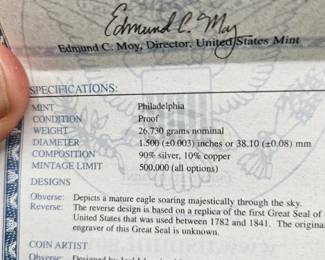 Edmund C. Moy
Edmund C. Moy, Director, United States Mint
SPECIFICATIONS:
MINT Philadelphia
CONDITION Proof
WEIGHT 26.730 grams nominal
DIAMETER 1.500 (±0.003) inches or 38.10 (±0.08) mm
COMPOSITION 90% silver, 10% copper
MINTAGE LIMIT 500,000 (all options)
DESIGNS
Obverse: Depicts a mature eagle soaring majestically through the sky.
Reverse: The reverse design is based on a replica of the first Great Seal of
United States that was used between 1782 and 1841. The original
engraver of this Great Seal is unknown.
COIN ARTIST